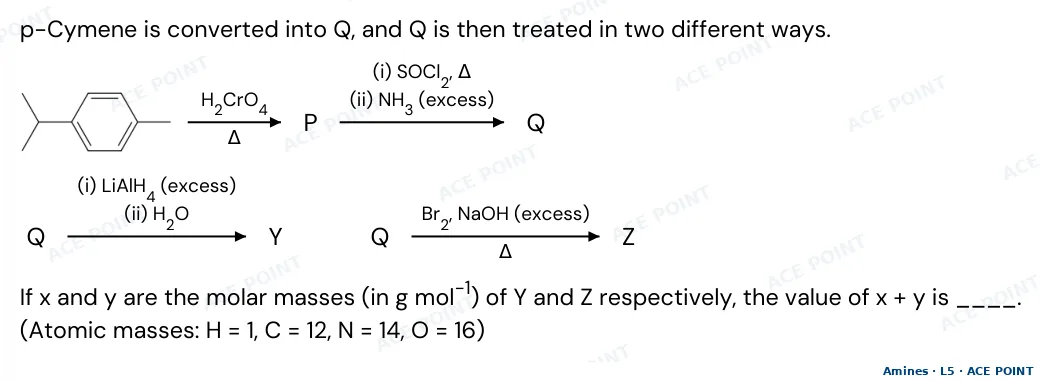 p-Cymene is converted into Q, and Q is then treated in two different ways.
(i) SOCl2, Δ
H2CrO4 (ii) NH3 (excess)
P Q
Δ
(i) LiAlH4 (excess)
(ii) H2O Br2, NaOH (excess)
Q Y Q Z
Δ
If x and y are the molar masses (in g mol−1) of Y and Z respectively, the value of x + y is ____.
(Atomic masses: H = 1, C = 12, N = 14, O = 16)
Amines · L5 · ACE POINT